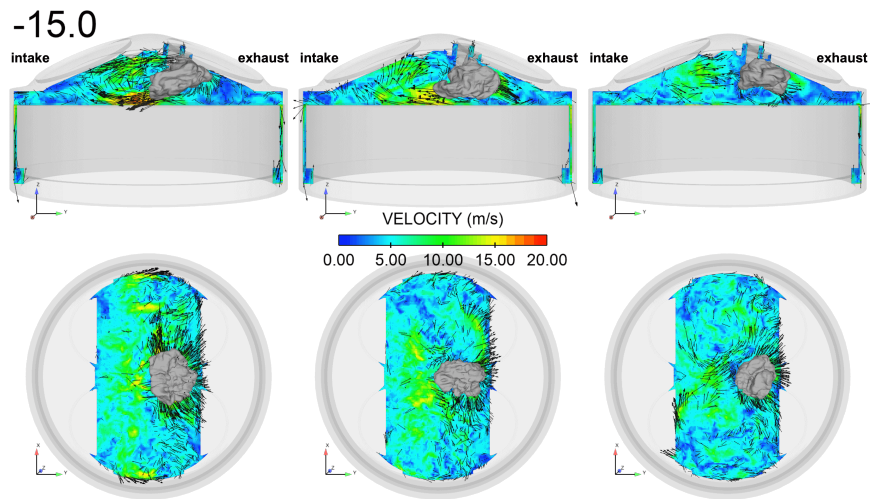 -15.0
intake exhaust intake exhaust intake exhaust
Z Y Z Y Z Y
VELOCITY (m/s)
0.00 5.00 10.00 15.00 20.00
X Z Y X Z Y X Z Y